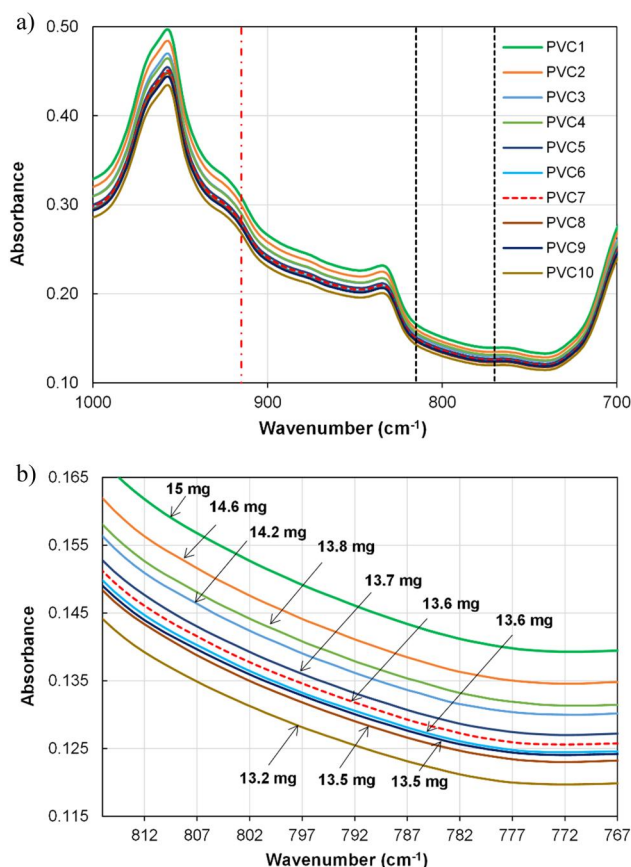 a)
0.50
0.40
0.30
0.20
0.10
Absorbance
1000
900
800
700
Wavenumber (cm-1)
PVC1
PVC2
PVC3
PVC4
PVC5
PVC6
PVC7
PVC8
PVC9
PVC10
b)
0.165
0.155
0.145
0.135
0.125
0.115
Absorbance
15 mg
14.6 mg
14.2 mg
13.8 mg
13.7 mg
13.6 mg
13.6 mg
13.2 mg
13.5 mg
13.5 mg
812
807
802
797
792
787
782
777
772
767
Wavenumber (cm-1)